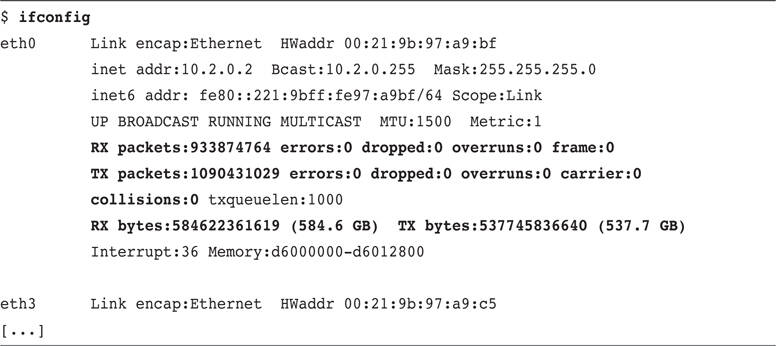 $ ifconfig
eth0      Link encap:Ethernet  HWaddr 00:21:9b:97:a9:bf
          inet addr:10.2.0.2  Bcast:10.2.0.255  Mask:255.255.255.0
          inet6 addr: fe80::221:9bff:fe97:a9bf/64 Scope:Link
          UP BROADCAST RUNNING MULTICAST  MTU:1500  Metric:1
          RX packets:933874764 errors:0 dropped:0 overruns:0 frame:0
          TX packets:1090431029 errors:0 dropped:0 overruns:0 carrier:0
          collisions:0 txqueuelen:1000
          RX bytes:584622361619 (584.6 GB)  TX bytes:537745836640 (537.7 GB)
          Interrupt:36 Memory:d6000000-d6012800
eth3      Link encap:Ethernet  HWaddr 00:21:9b:97:a9:c5
[...]